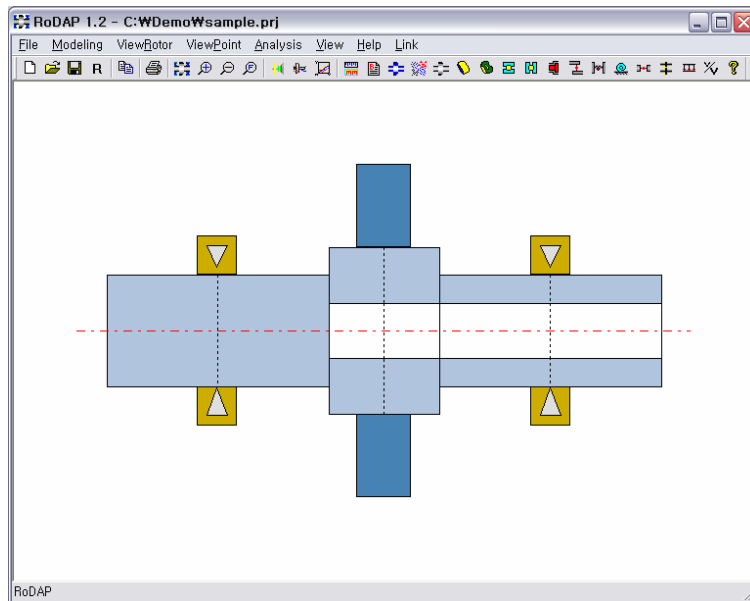 RoDAP 1.2 - C:₩Demo₩sample.prj
File Modeling ViewRotor ViewPoint Analysis View Help Link
R
RoDAP